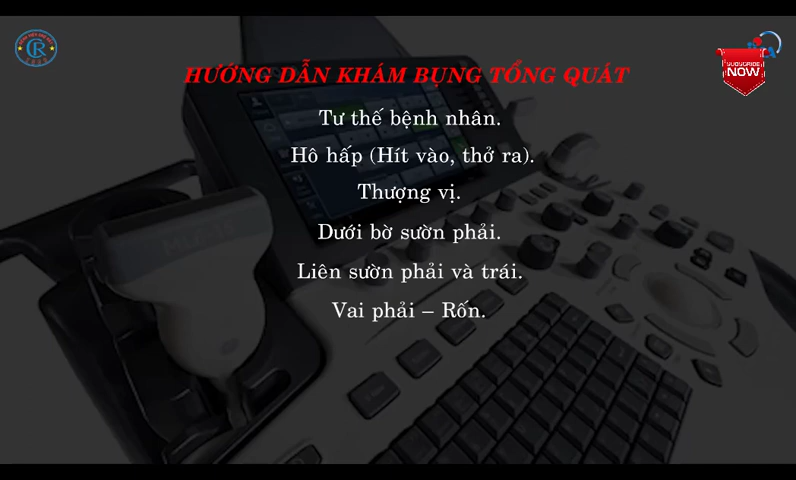 HƯỚNG DẪN KHÁM BỤNG TỔNG QUÁT
Tư thế bệnh nhân.
Hô hấp (Hít vào, thở ra).
Thượng vị.
Dưới bờ sườn phải.
Liên sườn phải và trái.
Vai phải – Rốn.
NOW